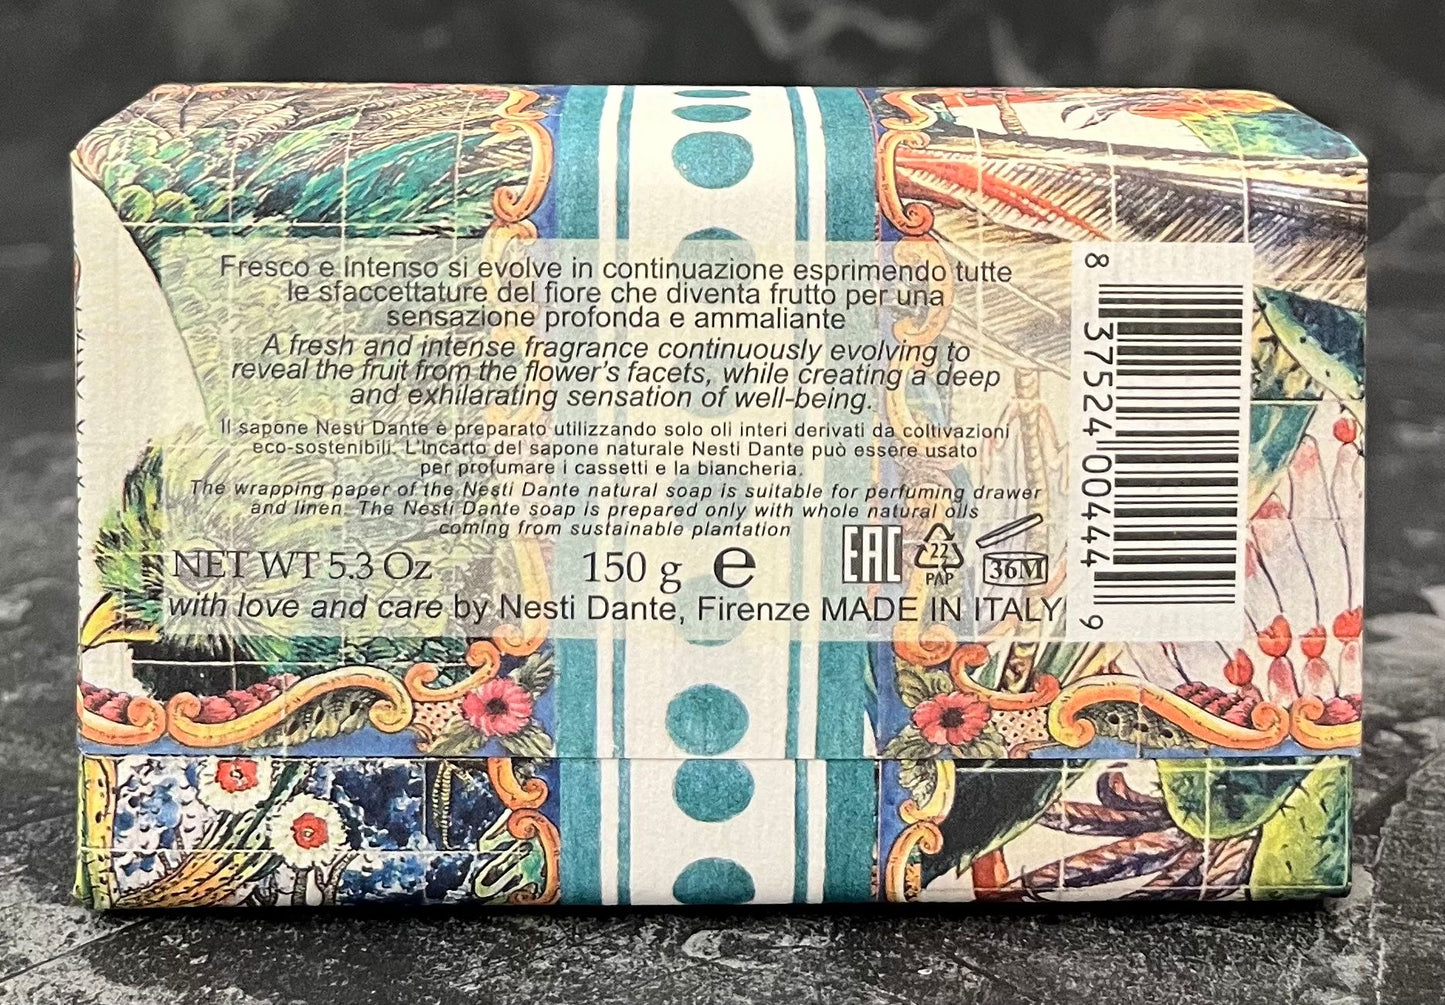 Fresco e Intenso si evolve in continuazione esprimendo tutte
le sfaccettature del fiore che diventa frutto per una
sensazione profonda e ammaliante
A fresh and intense fragrance continuously evolving to
reveal the fruit from the flower's facets, while creating a deep
and exhilarating sensation of well-being.
Il sapone Nesti Dante è preparato utilizzando solo oli interi derivati da coltivazioni
eco-sostenibili. L'incarto del sapone naturale Nesti Dante può essere usato
per profumare i cassetti e la biancheria.
The wrapping paper of the Nesti Dante natural soap is suitable for perfuming drawer
and linen. The Nesti Dante soap is prepared only with whole natural oils
coming from sustainable plantation
NET WT 5.3 Oz 150 g e EAC 22 PAP 36M
with love and care by Nesti Dante, Firenze MADE IN ITALY
8 37524 00444 9